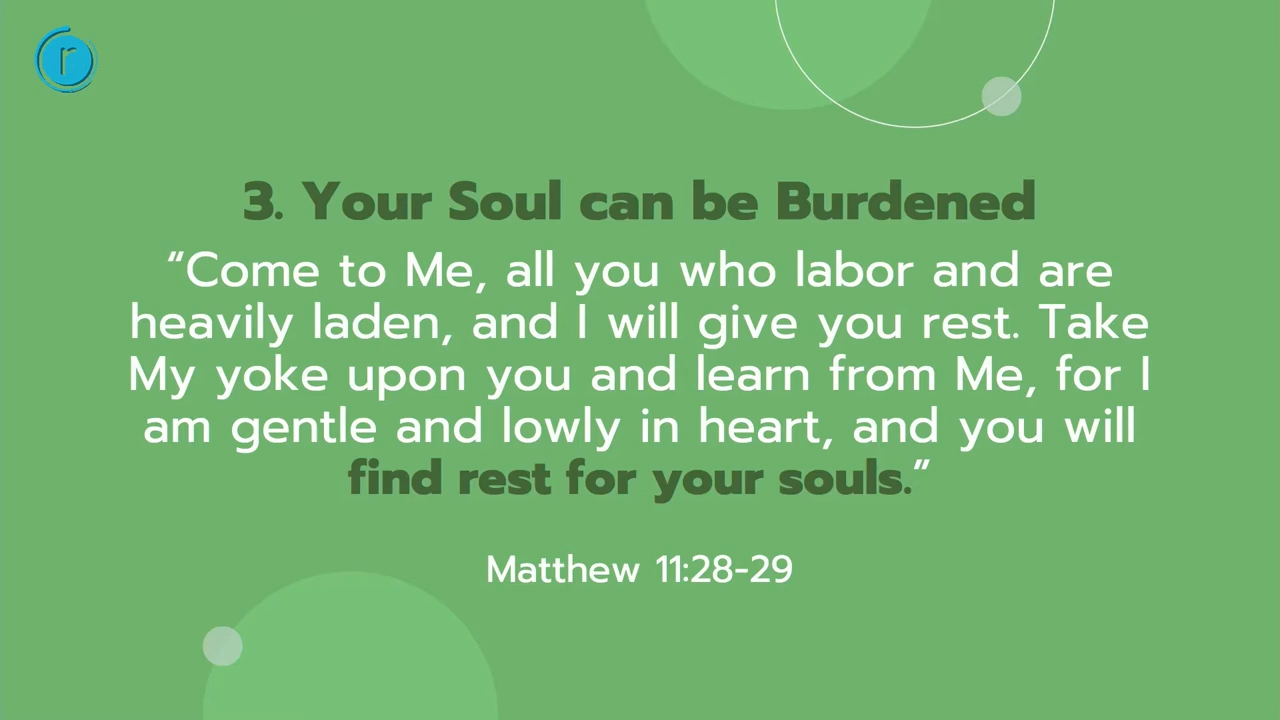 r
3. Your Soul can be Burdened
“Come to Me, all you who labor and are
heavily laden, and I will give you rest. Take
My yoke upon you and learn from Me, for I
am gentle and lowly in heart, and you will
find rest for your souls.”
Matthew 11:28-29